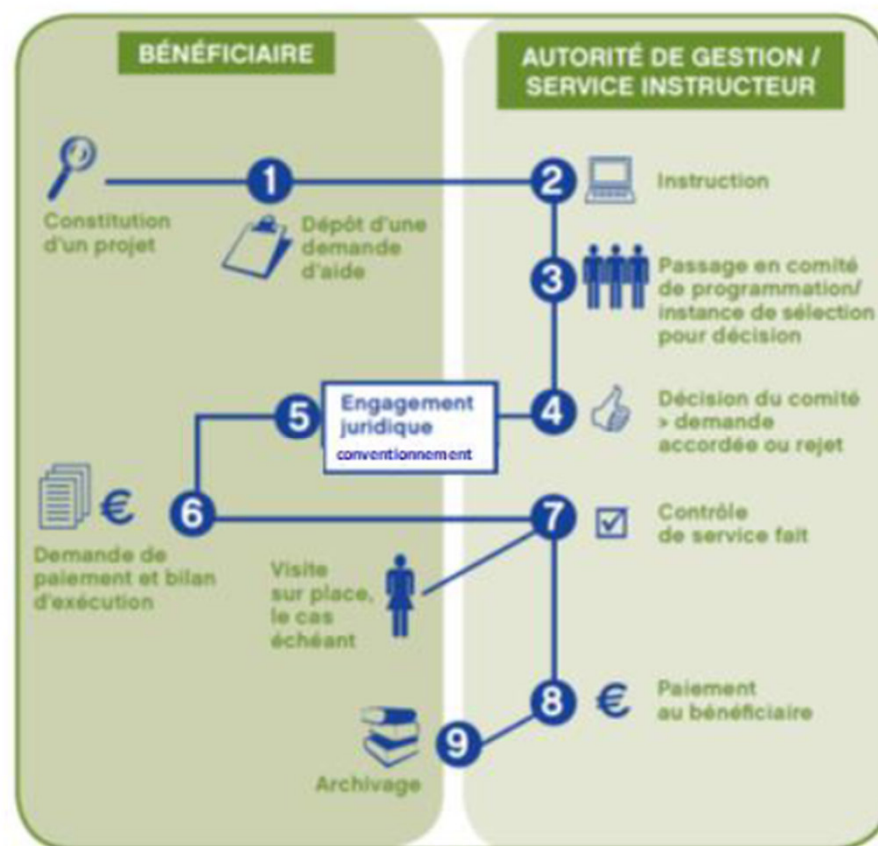 BÉNÉFICIAIRE
AUTORITÉ DE GESTION /
SERVICE INSTRUCTEUR
1
2
Instruction
Constitution
d'un projet
Dépôt d'une
demande
d'aide
3
Passage en comité
de programmation/
instance de sélection
pour décision
5
Engagement
juridique
conventionnement
4
Décision du comité
> demande
accordée ou rejet
€
6
7
Contrôle
de service fait
Demande de
paiement et bilan
d'exécution
Visite
sur place,
le cas
échéant
8
€
Paiement
au bénéficiaire
9
Archivage